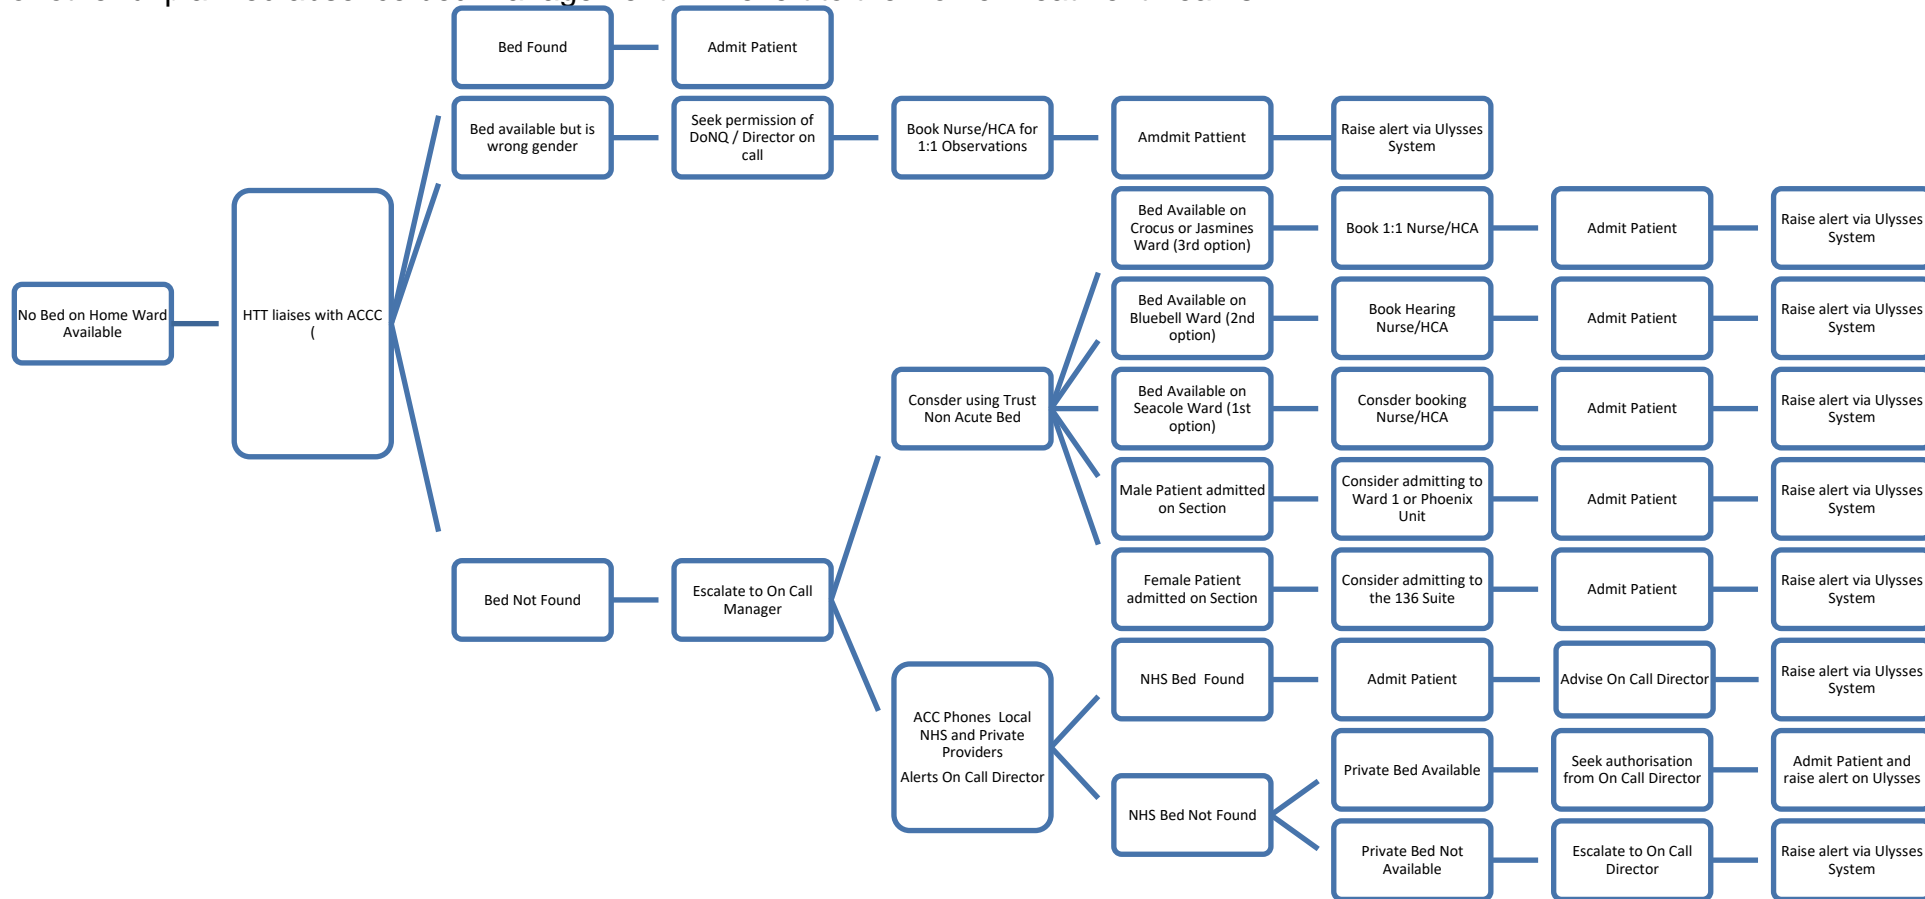 Bed Found
Admit Patient
Bed available but is
wrong gender
Seek permission of
DoNQ / Director on
call
Book Nurse/HCA for
1:1 Observations
Amdmit Pattient
Raise alert via Ulysses
System
No Bed on Home Ward
Available
HTT liaises with ACCC
(
Consder using Trust
Non Acute Bed
Bed Available on
Crocus or Jasmines
Ward (3rd option)
Book 1:1 Nurse/HCA
Admit Patient
Raise alert via Ulysses
System
Bed Available on
Bluebell Ward (2nd
option)
Book Hearing
Nurse/HCA
Admit Patient
Raise alert via Ulysses
System
Bed Available on
Seacole Ward (1st
option)
Consder booking
Nurse/HCA
Admit Patient
Raise alert via Ulysses
System
Male Patient admitted
on Section
Consider admitting to
Ward 1 or Phoenix
Unit
Admit Patient
Raise alert via Ulysses
System
Female Patient
admitted on Section
Consider admitting to
the 136 Suite
Admit Patient
Raise alert via Ulysses
System
Bed Not Found
Escalate to On Call
Manager
ACC Phones  Local
NHS and Private
Providers
Alerts On Call Director
NHS Bed  Found
Admit Patient
Advise On Call Director
Raise alert via Ulysses
System
NHS Bed Not Found
Private Bed Available
Seek authorisation
from On Call Director
Admit Patient and
raise alert on Ulysses
Private Bed Not
Available
Escalate to On Call
Director
Raise alert via Ulysses
System